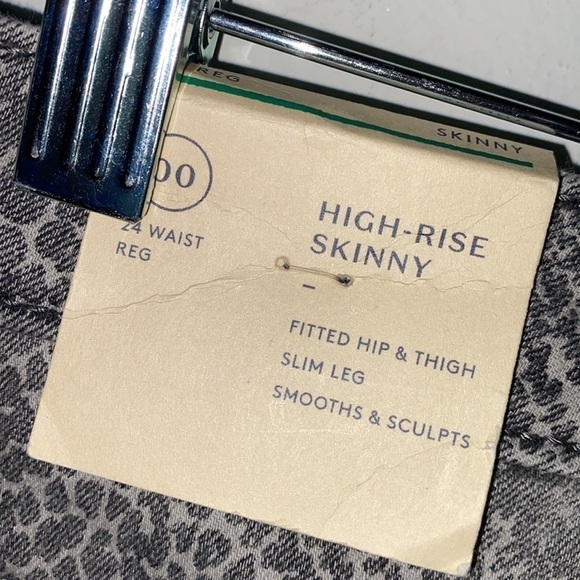 REG
SKINNY
00
24 WAIST
REG
HIGH-RISE
SKINNY
–
FITTED HIP & THIGH
SLIM LEG
SMOOTHS & SCULPTS